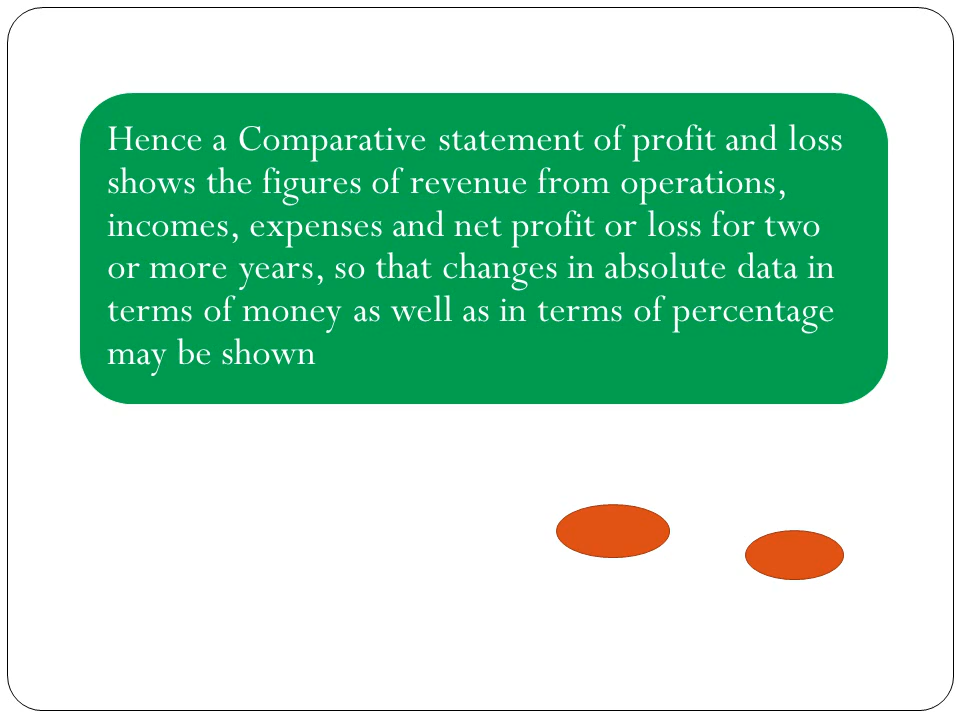 Hence a Comparative statement of profit and loss
shows the figures of revenue from operations,
incomes, expenses and net profit or loss for two
or more years, so that changes in absolute data in
terms of money as well as in terms of percentage
may be shown